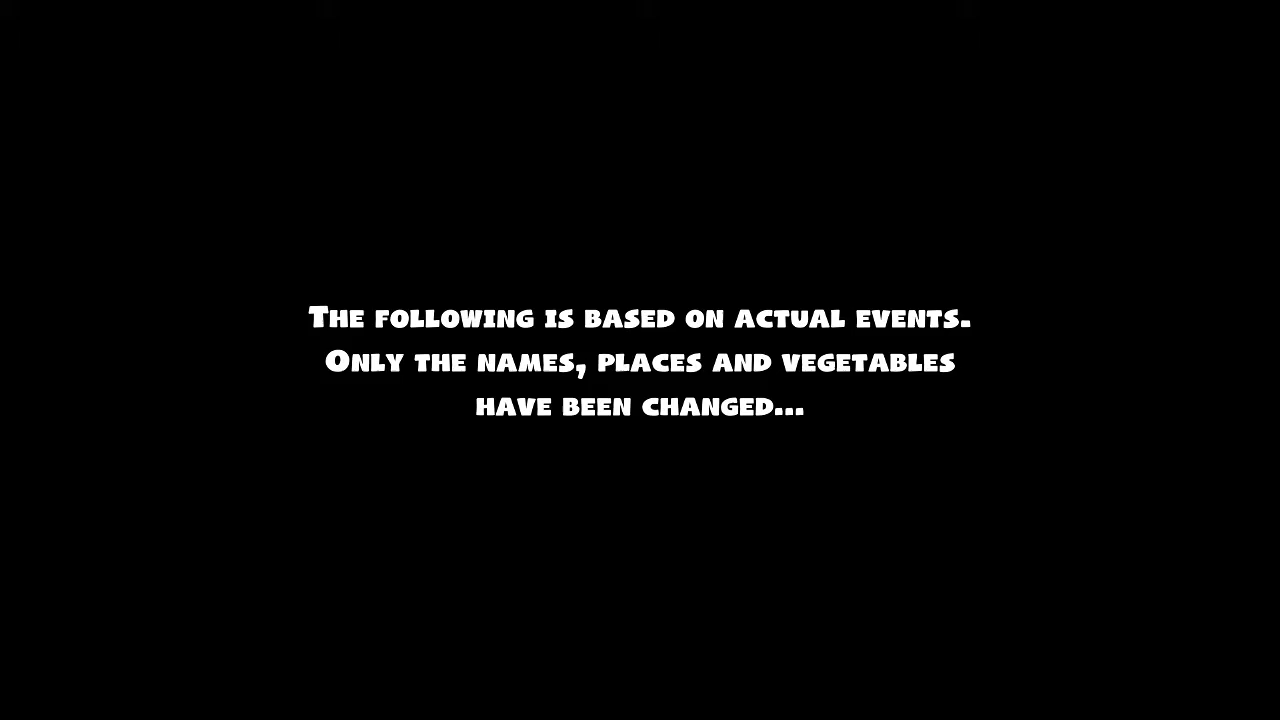 The following is based on actual events.
Only the names, places and vegetables
have been changed...